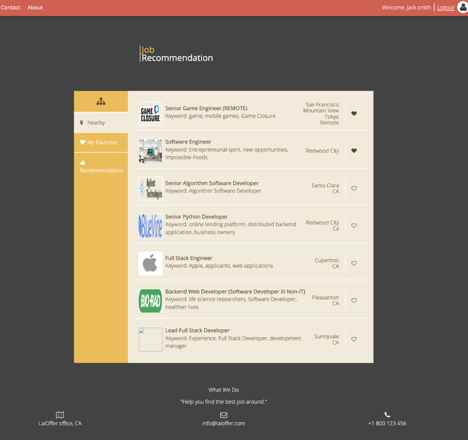 Contact About Welcome, jack smith Logout
Job
Recommendation
Nearby
My Favorites
Recommendation
GAME
CLOSURE
Senior Game Engineer (REMOTE)
Keyword: game, mobile games, Game Closure
San Francisco
Mountain View
Tokyo
Remote
Software Engineer
Keyword: Entrepreneurial spirit, new opportunities,
Impossible Foods
Redwood City
Senior Algorithm Software Developer
Keyword: Algorithm Software Developer
Santa Clara
CA
BlueVine
Senior Python Developer
Keyword: online lending platform, distributed backend
application, business owners
Redwood City
Ca
Full Stack Engineer
Keyword: Apple, applicants, web applications
Cupertino
CA
BIO-RAD
Backend Web Developer (Software Developer III Non-IT)
Keyword: life science researchers, Software Developer,
healthier lives
Pleasanton
CA
Lead Full Stack Developer
Keyword: Experience, Full Stack Developer, development
manager
Sunnyvale
CA
What We Do
"Help you find the best job around."
LaiOffer office, CA
info@laioffer.com
+1 800 123 456